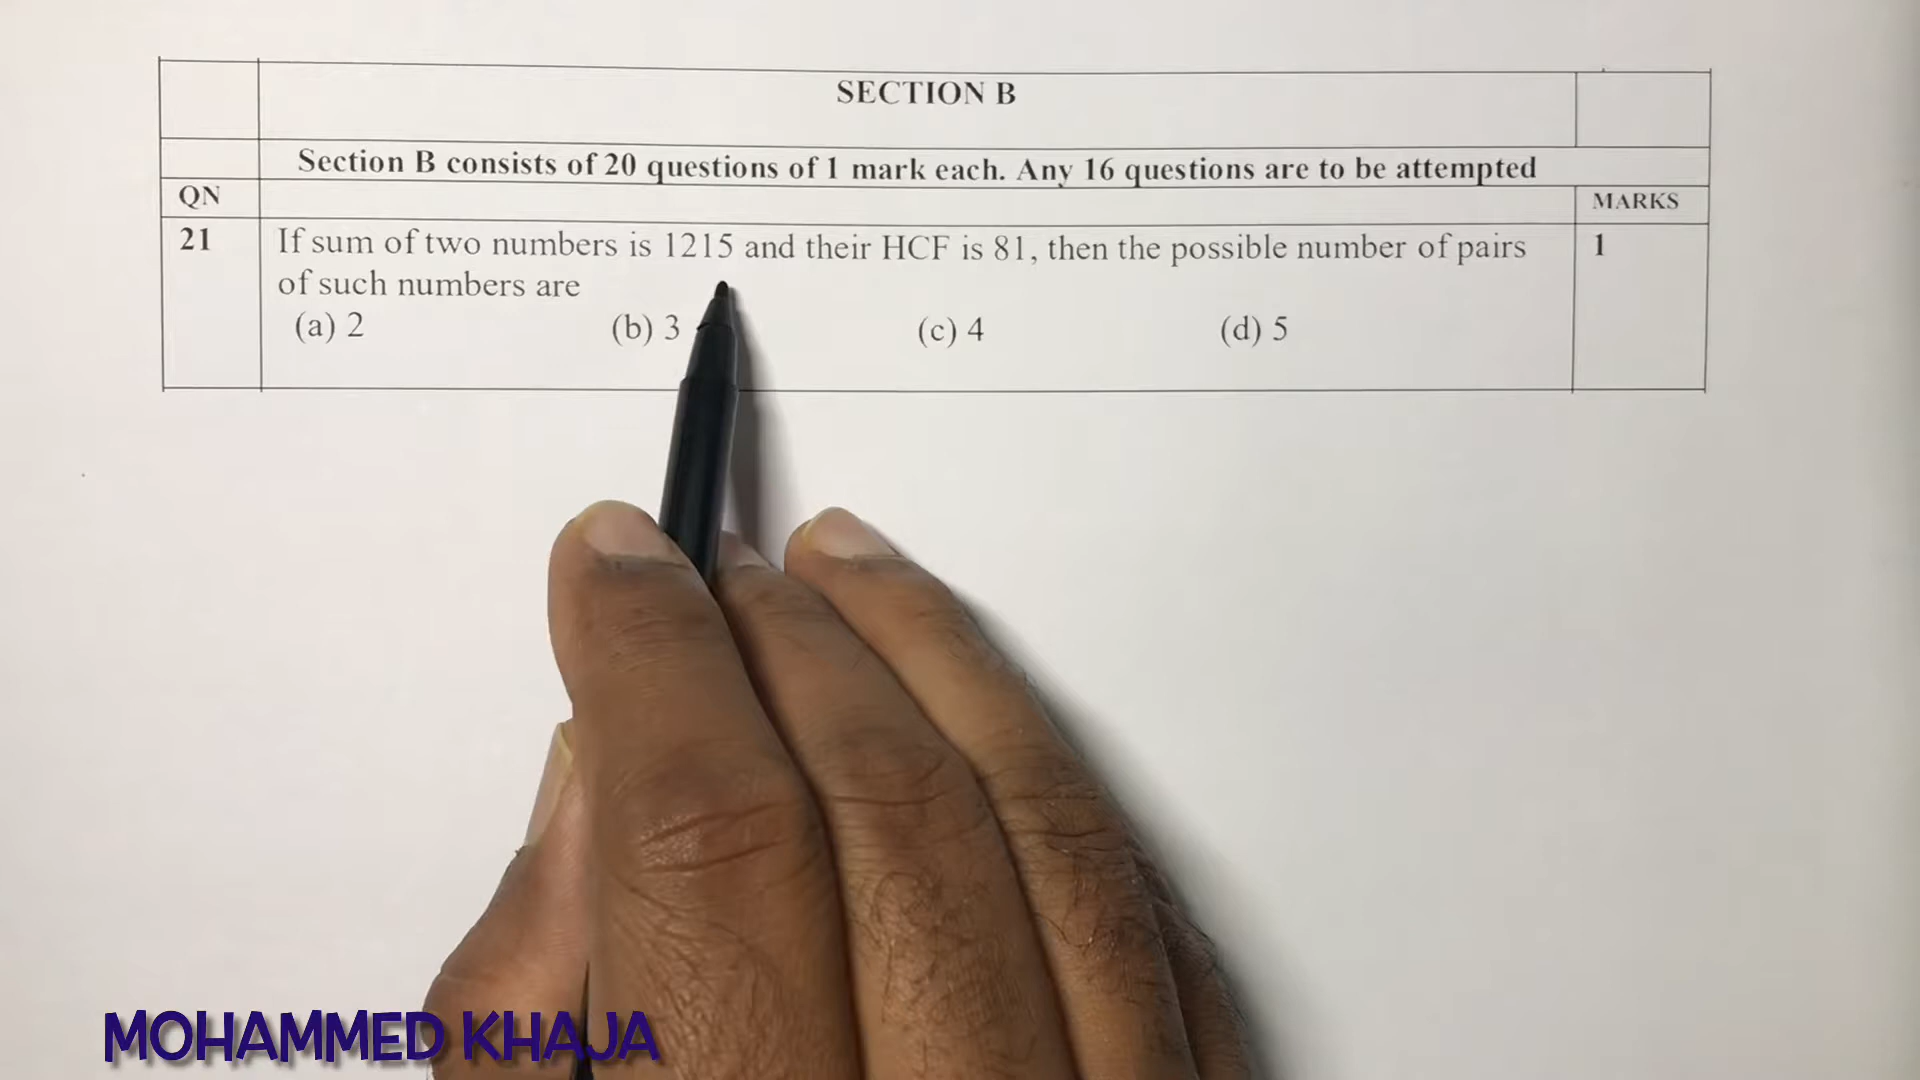 SECTION B
Section B consists of 20 questions of 1 mark each. Any 16 questions are to be attempted
QN MARKS
21 If sum of two numbers is 1215 and their HCF is 81, then the possible number of pairs 1
of such numbers are
(a) 2 (b) 3 (c) 4 (d) 5
MOHAMMED KHAJA